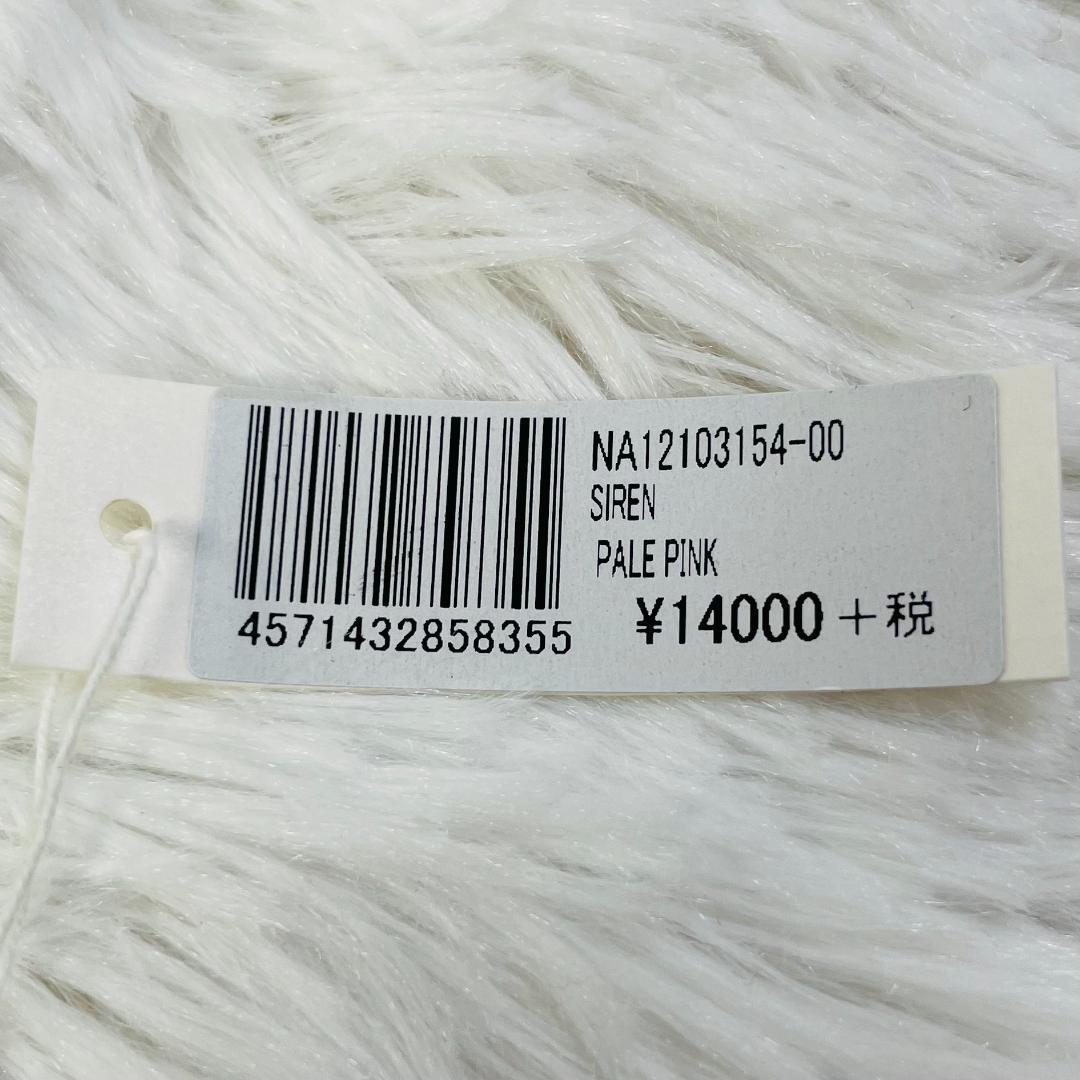 NA12103154-00
SIREN
PALE PINK
¥14000+税
4571432858355